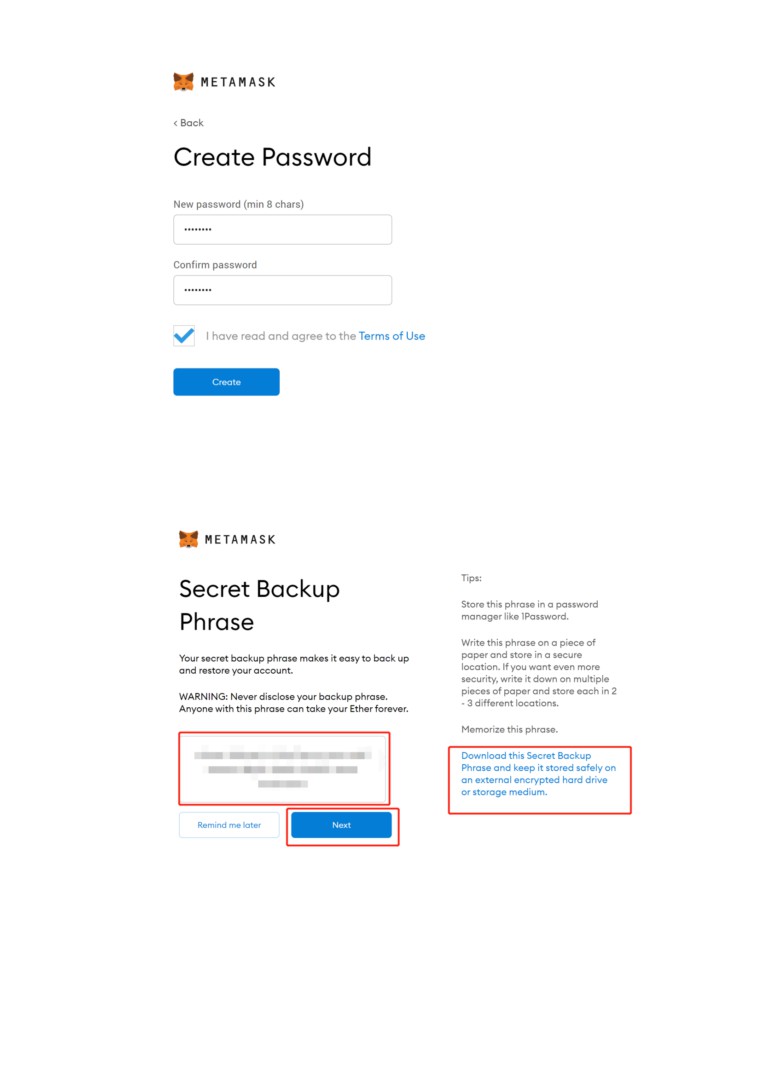 METAMASK
< Back
Create Password
New password (min 8 chars)
••••••••
Confirm password
••••••••
I have read and agree to the Terms of Use
Create
METAMASK
Secret Backup
Phrase
Your secret backup phrase makes it easy to back up
and restore your account.
WARNING: Never disclose your backup phrase.
Anyone with this phrase can take your Ether forever.
Remind me later
Next
Tips:
Store this phrase in a password
manager like 1Password.
Write this phrase on a piece of
paper and store in a secure
location. If you want even more
security, write it down on multiple
pieces of paper and store each in 2
- 3 different locations.
Memorize this phrase.
Download this Secret Backup
Phrase and keep it stored safely on
an external encrypted hard drive
or storage medium.